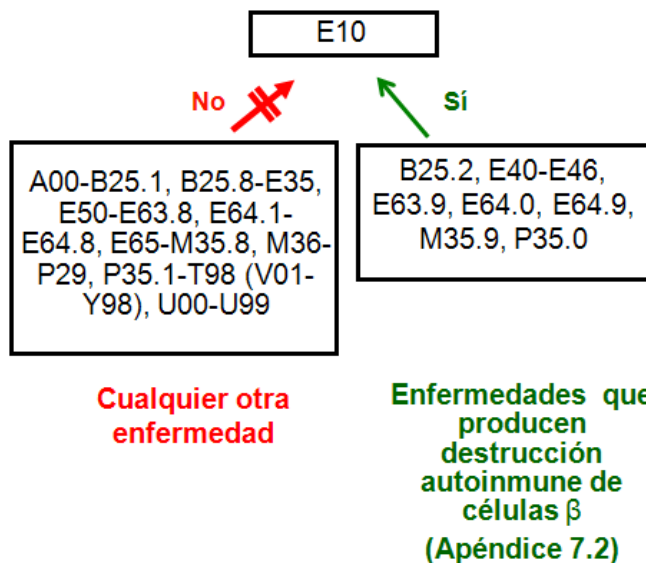 E10
No
Sí
A00-B25.1, B25.8-E35,
E50-E63.8, E64.1-
E64.8, E65-M35.8, M36-
P29, P35.1-T98 (V01-
Y98), U00-U99
B25.2, E40-E46,
E63.9, E64.0, E64.9,
M35.9, P35.0
Cualquier otra
enfermedad
Enfermedades que
producen
destrucción
autoinmune de
células β
(Apéndice 7.2)